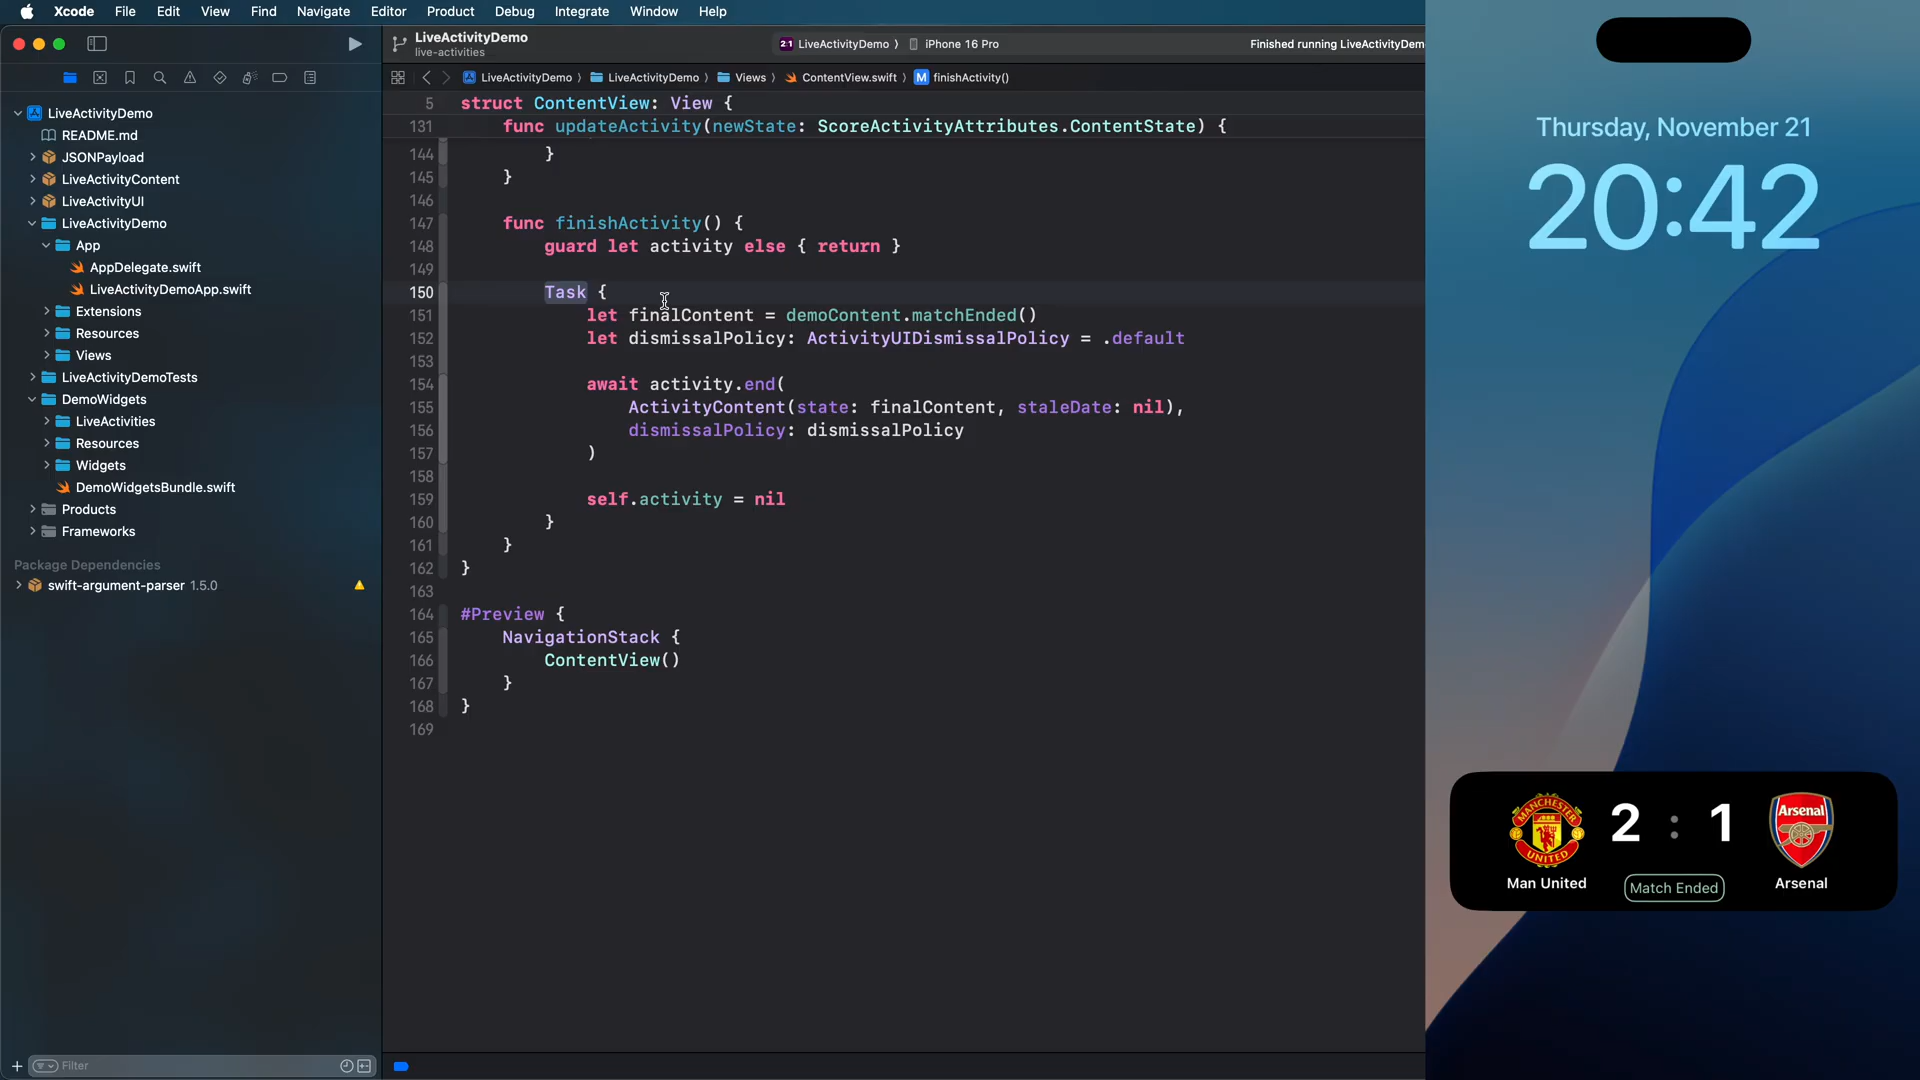 Xcode File Edit View Find Navigate Editor Product Debug Integrate Window Help
LiveActivityDemo
live-activities
LiveActivityDemo
iPhone 16 Pro
Finished running LiveActivityDem
LiveActivityDemo
README.md
JSONPayload
LiveActivityContent
LiveActivityUI
LiveActivityDemo
App
AppDelegate.swift
LiveActivityDemoApp.swift
Extensions
Resources
Views
LiveActivityDemoTests
DemoWidgets
LiveActivities
Resources
Widgets
DemoWidgetsBundle.swift
Products
Frameworks
Package Dependencies
swift-argument-parser 1.5.0
Filter
LiveActivityDemo LiveActivityDemo Views ContentView.swift M finishActivity()
5 struct ContentView: View {
131 func updateActivity(newState: ScoreActivityAttributes.ContentState) {
144 }
145 }
146
147 func finishActivity() {
148 guard let activity else { return }
149
150 Task {
151 let finalContent = demoContent.matchEnded()
152 let dismissalPolicy: ActivityUIDismissalPolicy = .default
153
154 await activity.end(
155 ActivityContent(state: finalContent, staleDate: nil),
156 dismissalPolicy: dismissalPolicy
157 )
158
159 self.activity = nil
160 }
161 }
162 }
163
164 #Preview {
165 NavigationStack {
166 ContentView()
167 }
168 }
169
Thursday, November 21
20:42
MANCHESTER
UNITED
Man United
2 : 1
Match Ended
Arsenal
Arsenal